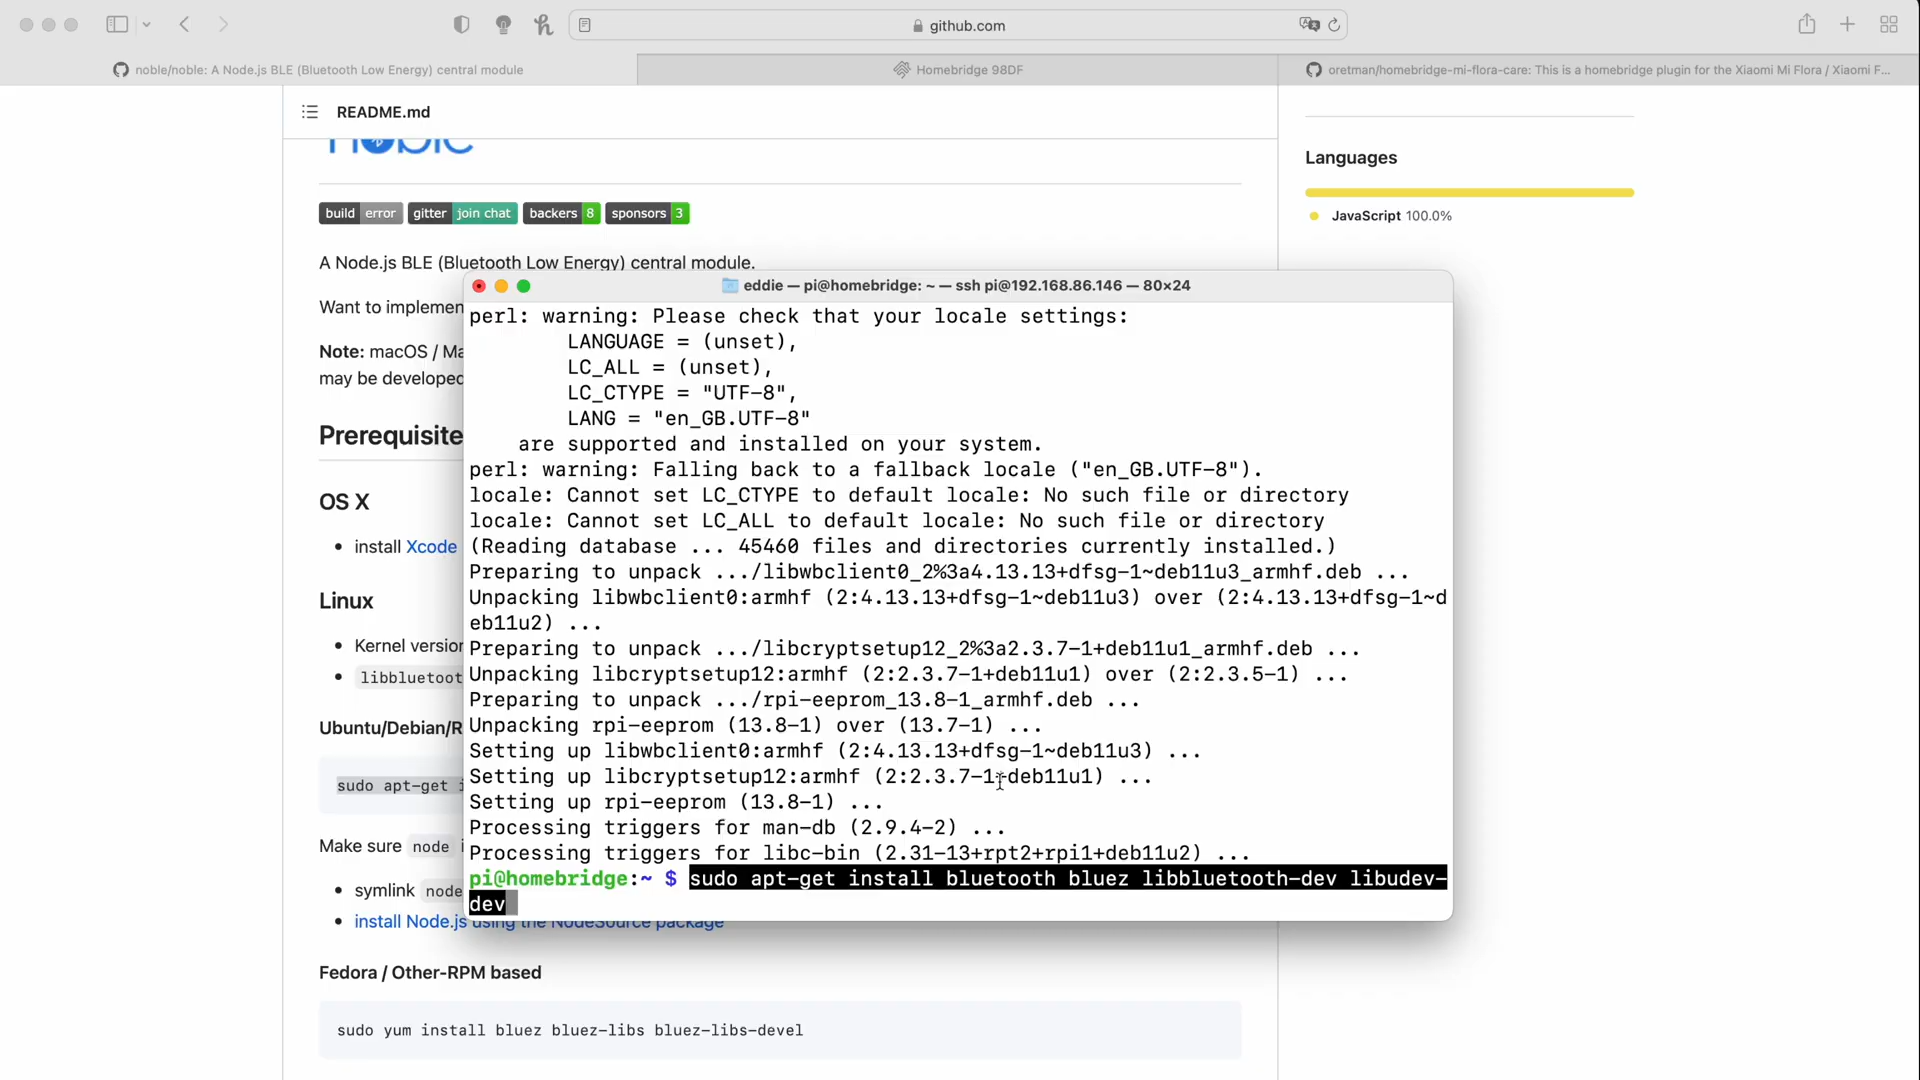 github.com
noble/noble: A Node.js BLE (Bluetooth Low Energy) central module
Homebridge 98DF
oretman/homebridge-mi-flora-care: This is a homebridge plugin for the Xiaomi Mi Flora / Xiaomi F...
README.md
noble
build error gitter join chat backers 8 sponsors 3
A Node.js BLE (Bluetooth Low Energy) central module.
Want to implemen
Note: macOS / Ma
may be developed
Prerequisite
OS X
install Xcode
Linux
Kernel version
libbluetoot
Ubuntu/Debian/R
sudo apt-get i
Make sure node i
symlink node
install Node.js using the NodeSource package
Fedora / Other-RPM based
sudo yum install bluez bluez-libs bluez-libs-devel
Languages
JavaScript 100.0%
eddie — pi@homebridge: ~ — ssh pi@192.168.86.146 — 80×24
perl: warning: Please check that your locale settings:
LANGUAGE = (unset),
LC_ALL = (unset),
LC_CTYPE = "UTF-8",
LANG = "en_GB.UTF-8"
are supported and installed on your system.
perl: warning: Falling back to a fallback locale ("en_GB.UTF-8").
locale: Cannot set LC_CTYPE to default locale: No such file or directory
locale: Cannot set LC_ALL to default locale: No such file or directory
(Reading database ... 45460 files and directories currently installed.)
Preparing to unpack .../libwbclient0_2%3a4.13.13+dfsg-1~deb11u3_armhf.deb ...
Unpacking libwbclient0:armhf (2:4.13.13+dfsg-1~deb11u3) over (2:4.13.13+dfsg-1~d
eb11u2) ...
Preparing to unpack .../libcryptsetup12_2%3a2.3.7-1+deb11u1_armhf.deb ...
Unpacking libcryptsetup12:armhf (2:2.3.7-1+deb11u1) over (2:2.3.5-1) ...
Preparing to unpack .../rpi-eeprom_13.8-1_armhf.deb ...
Unpacking rpi-eeprom (13.8-1) over (13.7-1) ...
Setting up libwbclient0:armhf (2:4.13.13+dfsg-1~deb11u3) ...
Setting up libcryptsetup12:armhf (2:2.3.7-1+deb11u1) ...
Setting up rpi-eeprom (13.8-1) ...
Processing triggers for man-db (2.9.4-2) ...
Processing triggers for libc-bin (2.31-13+rpt2+rpi1+deb11u2) ...
pi@homebridge:~ $ sudo apt-get install bluetooth bluez libbluetooth-dev libudev-
dev